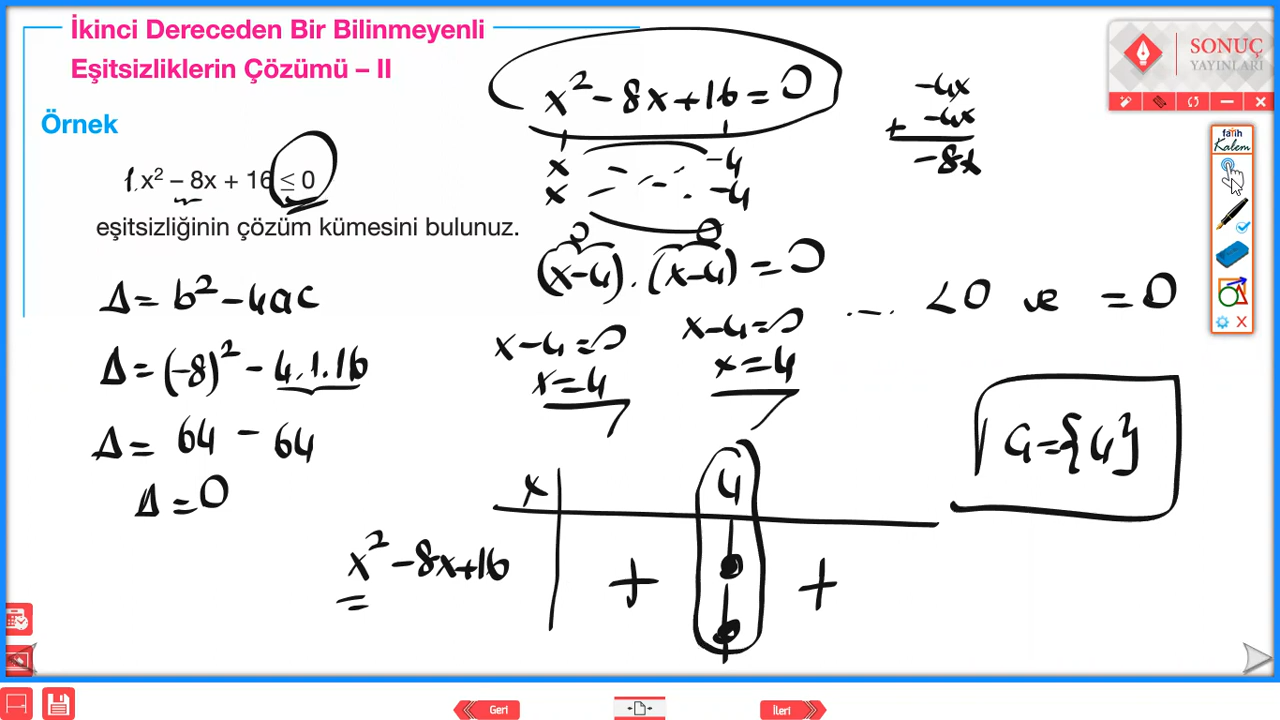 İkinci Dereceden Bir Bilinmeyenli
Eşitsizliklerin Çözümü – II
Örnek
1.x² – 8x + 16 ≤ 0
eşitsizliğinin çözüm kümesini bulunuz.
Δ = b² – 4ac
Δ = (–8)² – 4.1.16
Δ = 64 – 64
Δ = 0
x² – 8x + 16 = 0
x –4
x –4
–4x
+ –4x
–8x
0 0
(x–4) . (x–4) = 0
x–4=0 x–4=0
x=4 x=4
.... <0 ve =0
Ç={4}
x 4
x² – 8x+16 + +
SONUÇ
YAYINLARI
fatih
Kalem
Geri
İleri